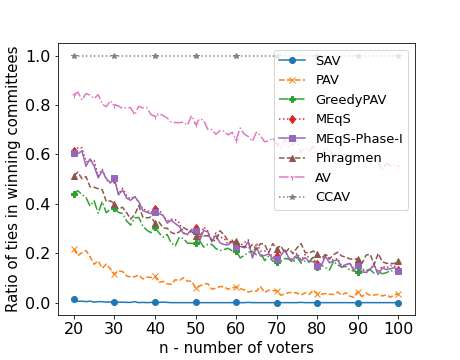 1.0
0.8
0.6
0.4
0.2
0.0
Ratio of ties in winning committees
20 30 40 50 60 70 80 90 100
n - number of voters
SAV
PAV
GreedyPAV
MEqS
MEqS-Phase-I
Phragmen
AV
CCAV